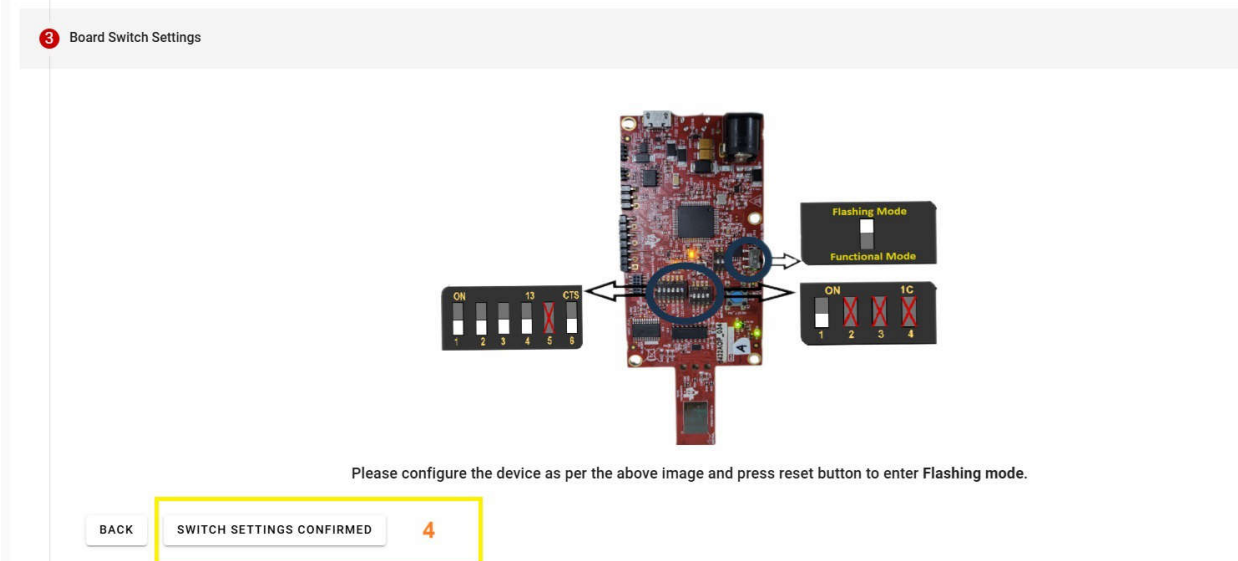 3 Board Switch Settings
Flashing Mode
Functional Mode
ON 13 CTS
1 2 3 4 5 6
ON 1C
1 2 3 4
A
Please configure the device as per the above image and press reset button to enter Flashing mode.
BACK SWITCH SETTINGS CONFIRMED 4